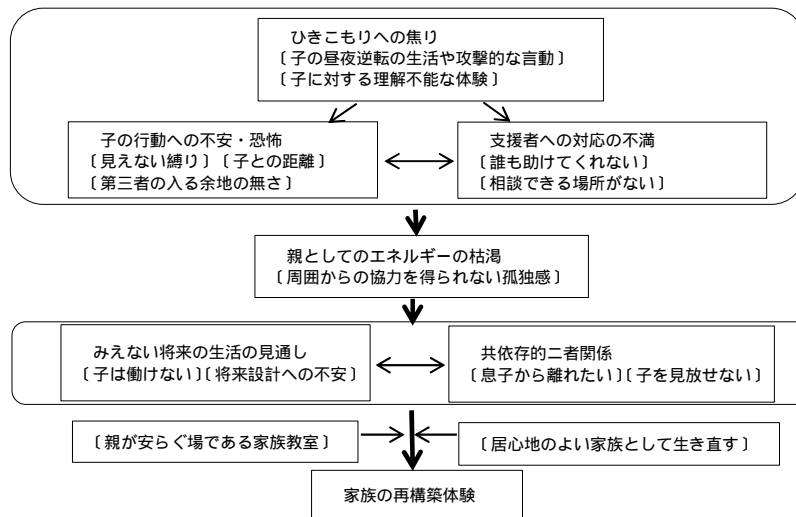 ひきこもりへの焦り
〔子の昼夜逆転の生活や攻撃的な言動〕
〔子に対する理解不能な体験〕
子の行動への不安・恐怖
〔見えない縛り〕〔子との距離〕
〔第三者の入る余地の無さ〕
支援者への対応の不満
〔誰も助けてくれない〕
〔相談できる場所がない〕
親としてのエネルギーの枯渇
〔周囲からの協力を得られない孤独感〕
みえない将来の生活の見通し
〔子は働けない〕〔将来設計への不安〕
共依存的二者関係
〔息子から離れたい〕〔子を見放せない〕
〔親が安らぐ場である家族教室〕
〔居心地のよい家族として生き直す〕
家族の再構築体験